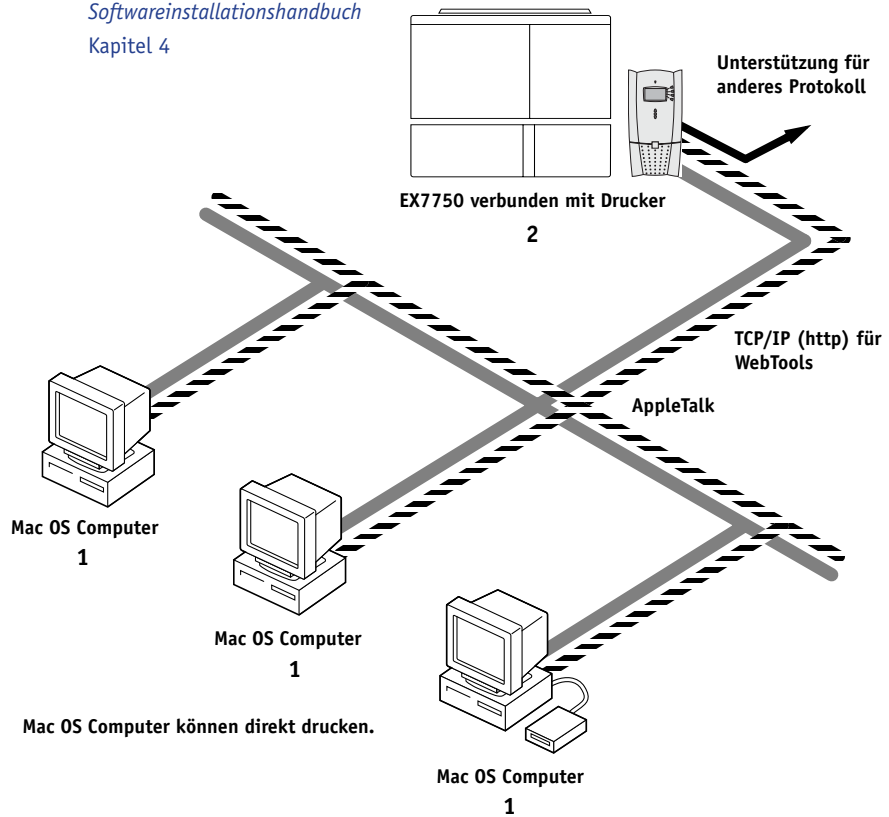 Softwareinstallationshandbuch
Kapitel 4
Unterstützung für
anderes Protokoll
EX7750 verbunden mit Drucker
2
TCP/IP (http) für
WebTools
AppleTalk
Mac OS Computer
1
Mac OS Computer
1
Mac OS Computer können direkt drucken.
Mac OS Computer
1